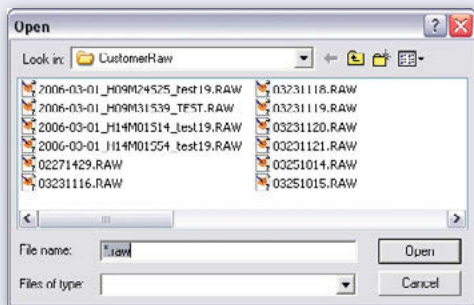 Open
Look in: CustomerRaw
2006-03-01_H09M24525_test19.RAW
2006-03-01_H09M31539_TEST.RAW
2006-03-01_H14M01514_test19.RAW
2006-03-01_H14M01554_test19.RAW
02271429.RAW
03231116.RAW
03231118.RAW
03231119.RAW
03231120.RAW
03231121.RAW
03251014.RAW
03251015.RAW
File name: *.raw
Open
Files of type:
Cancel